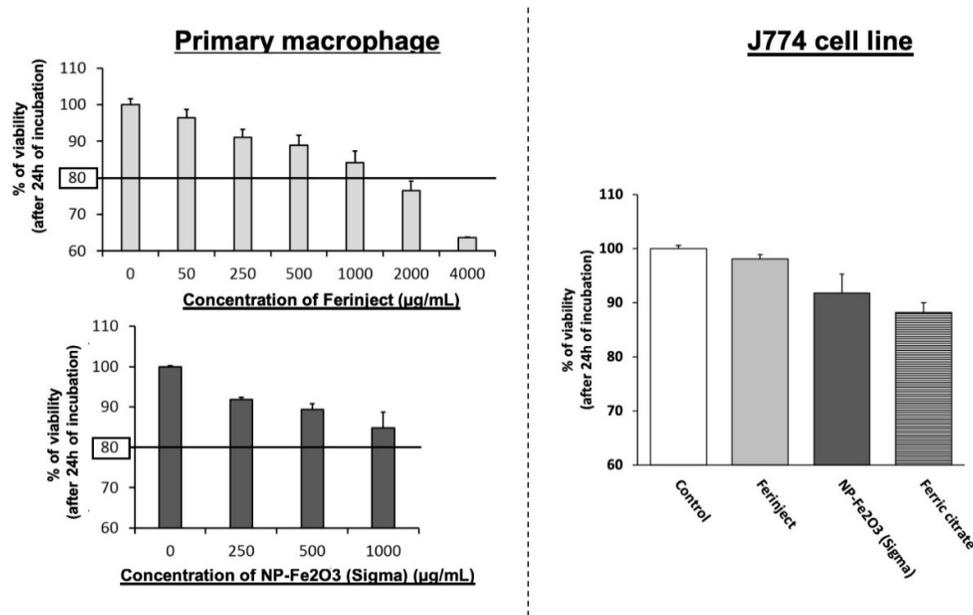 Primary macrophage
% of viability
(after 24h of incubation)
110
100
90
80
70
60
0 50 250 500 1000 2000 4000
Concentration of Ferinject (µg/mL)
% of viability
(after 24h of incubation)
110
100
90
80
70
60
0 250 500 1000
Concentration of NP-Fe2O3 (Sigma) (µg/mL)
J774 cell line
% of viability
(after 24h of incubation)
110
100
90
80
70
60
Control
Ferinject
NP-Fe2O3 (Sigma)
Ferric citrate